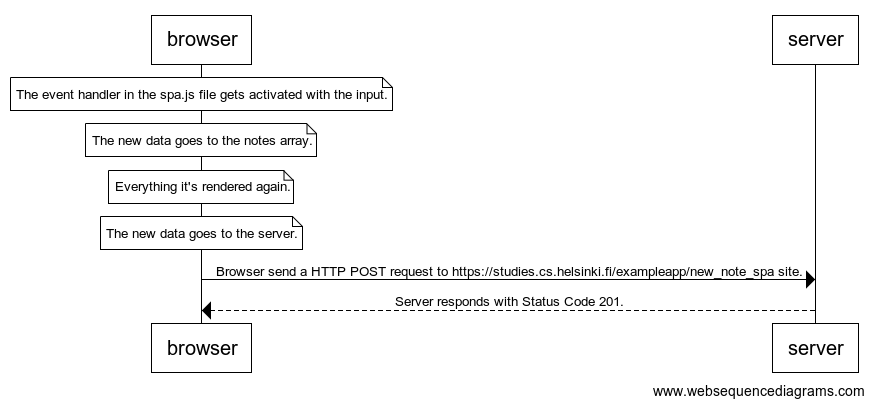 browser
server
The event handler in the spa.js file gets activated with the input.
The new data goes to the notes array.
Everything it's rendered again.
The new data goes to the server.
Browser send a HTTP POST request to https://studies.cs.helsinki.fi/exampleapp/new_note_spa site.
Server responds with Status Code 201.
browser
server
www.websequencediagrams.com